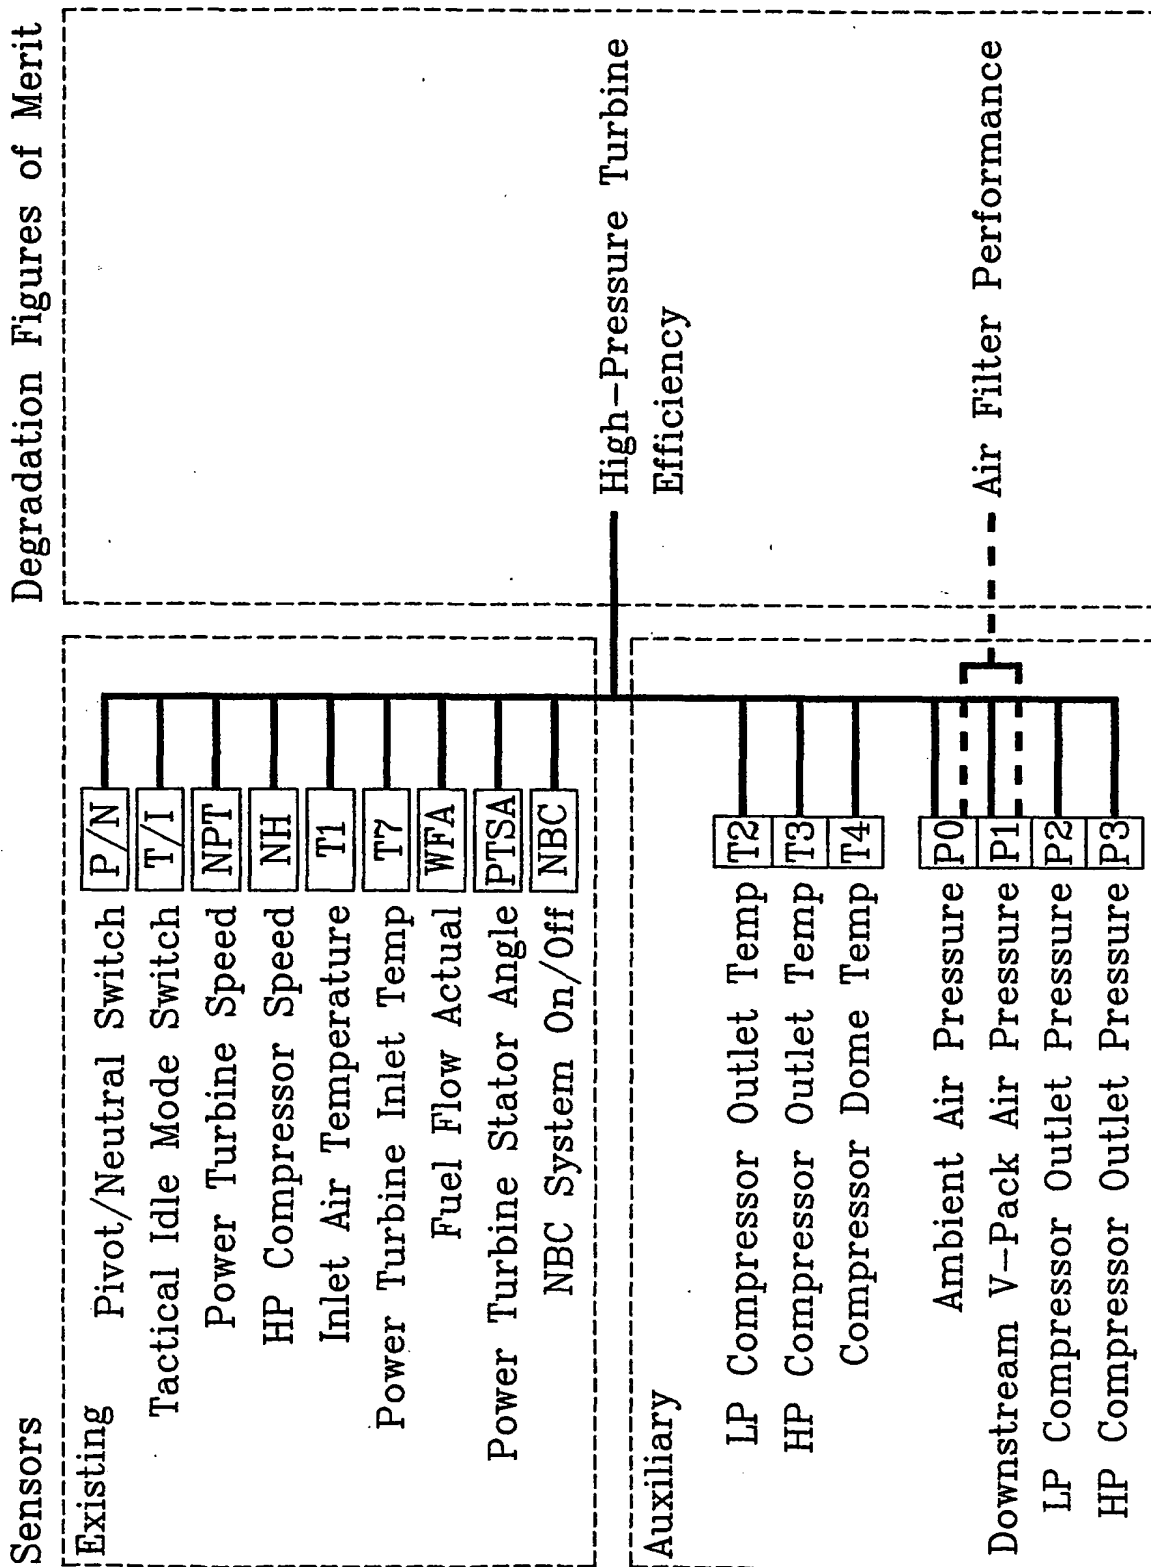 Sensors
Existing
Pivot/Neutral Switch P/N
Tactical Idle Mode Switch T/I
Power Turbine Speed NPT
HP Compressor Speed NH
Inlet Air Temperature T1
Power Turbine Inlet Temp T7
Fuel Flow Actual WFA
Power Turbine Stator Angle PTSA
NBC System On/Off NBC
Auxiliary
LP Compressor Outlet Temp T2
HP Compressor Outlet Temp T3
Compressor Dome Temp T4
Ambient Air Pressure P0
Downstream V-Pack Air Pressure P1
LP Compressor Outlet Pressure P2
HP Compressor Outlet Pressure P3
Degradation Figures of Merit
High-Pressure Turbine
Efficiency
Air Filter Performance